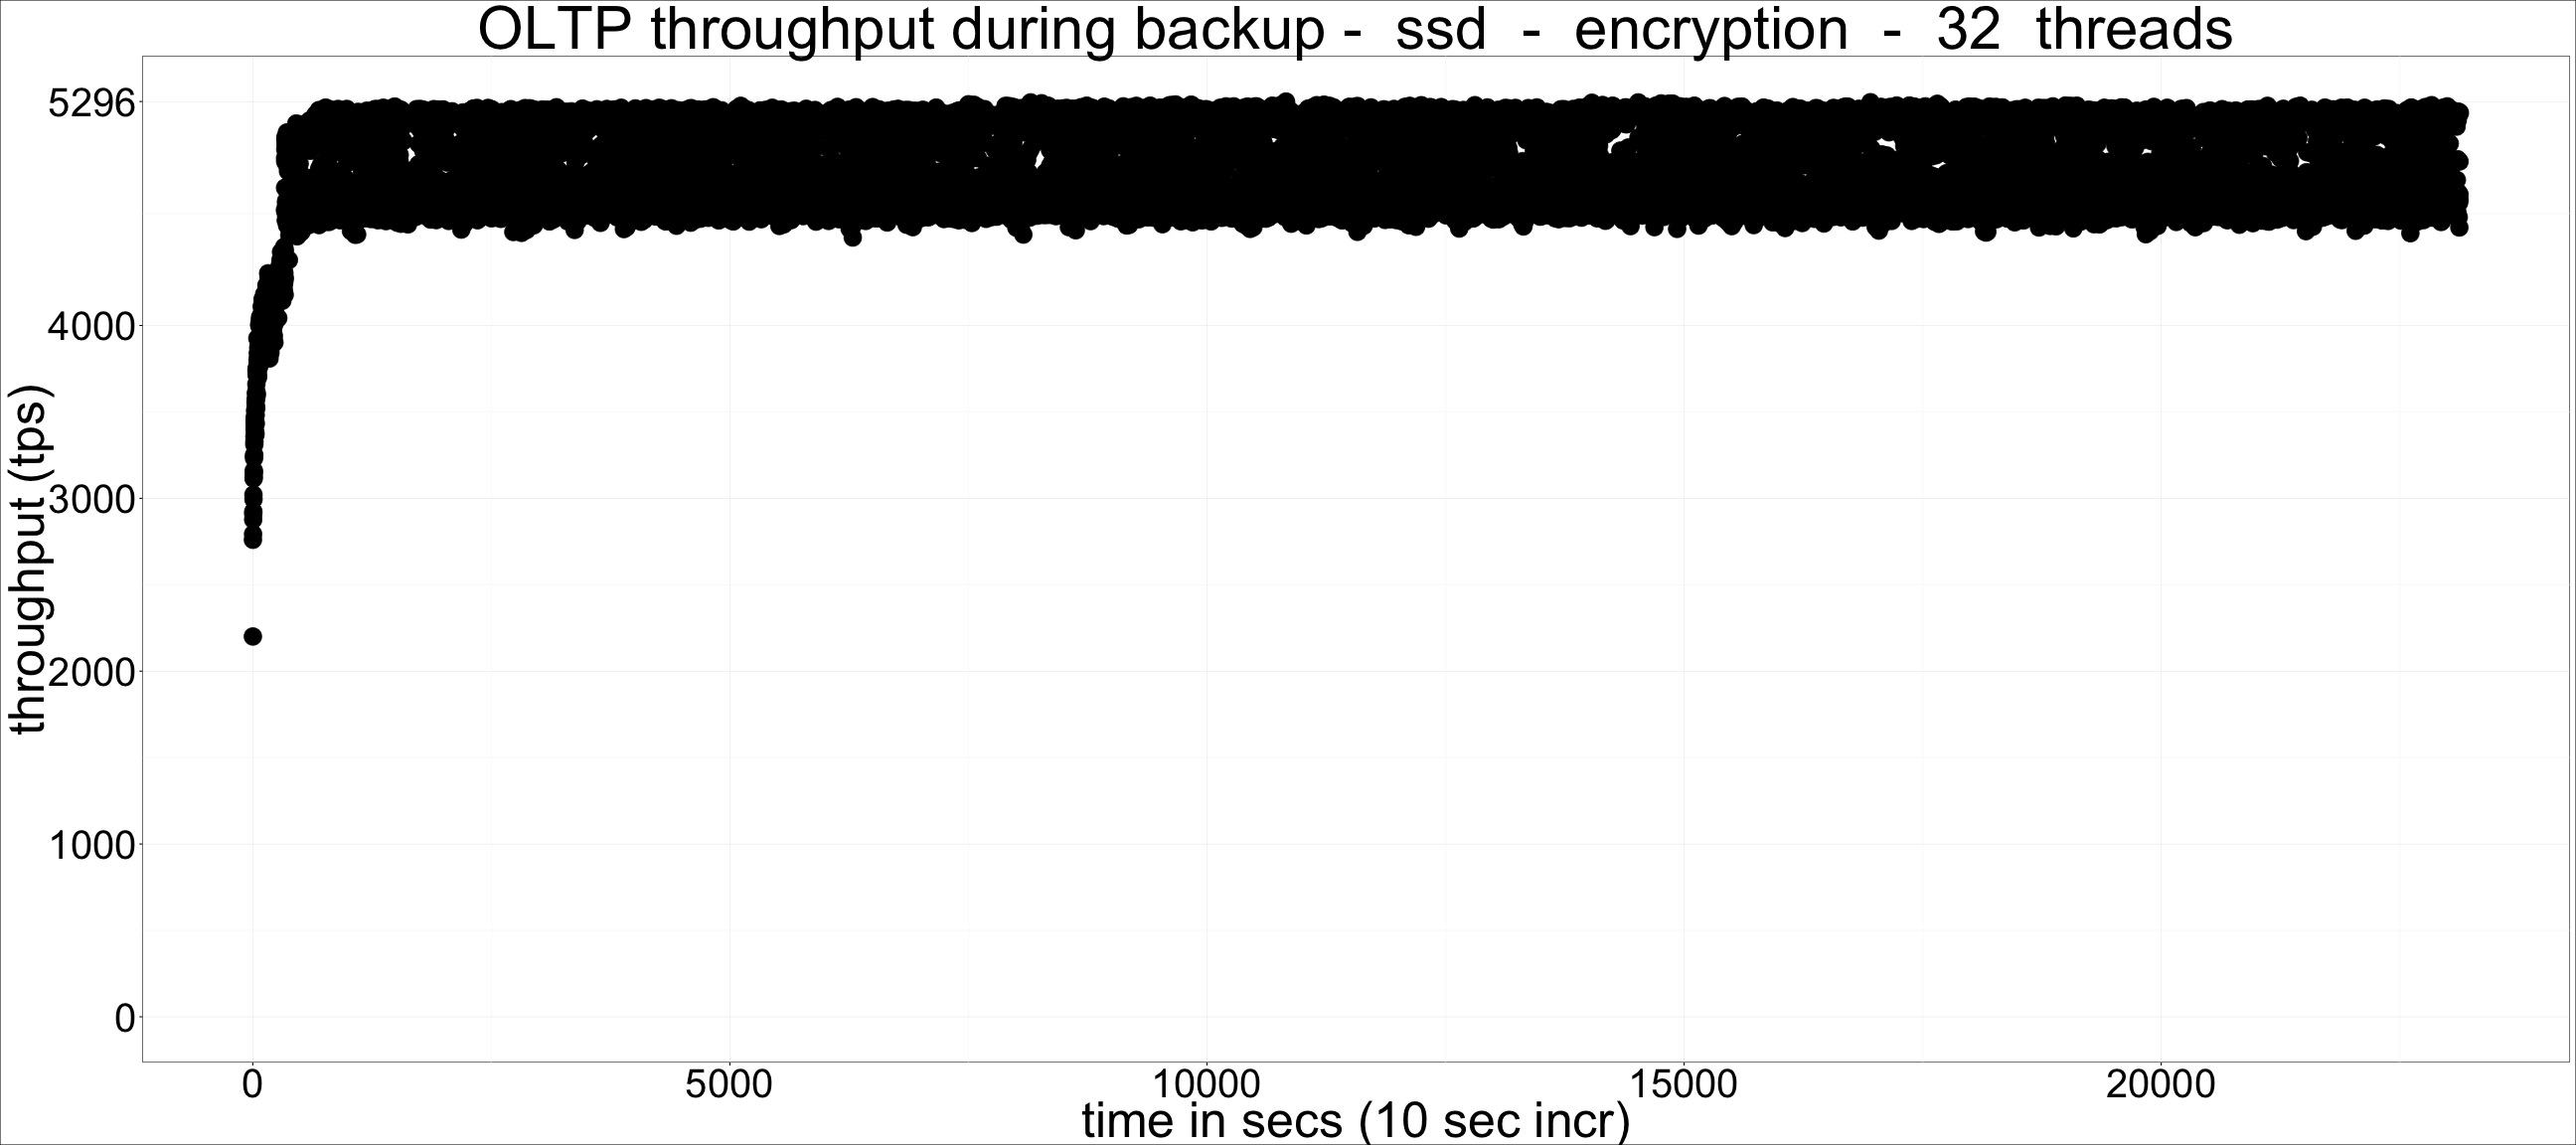 OLTP throughput during backup - ssd - encryption - 32 threads
throughput (tps)
5296
4000
3000
2000
1000
0
0 5000 10000 15000 20000
time in secs (10 sec incr)